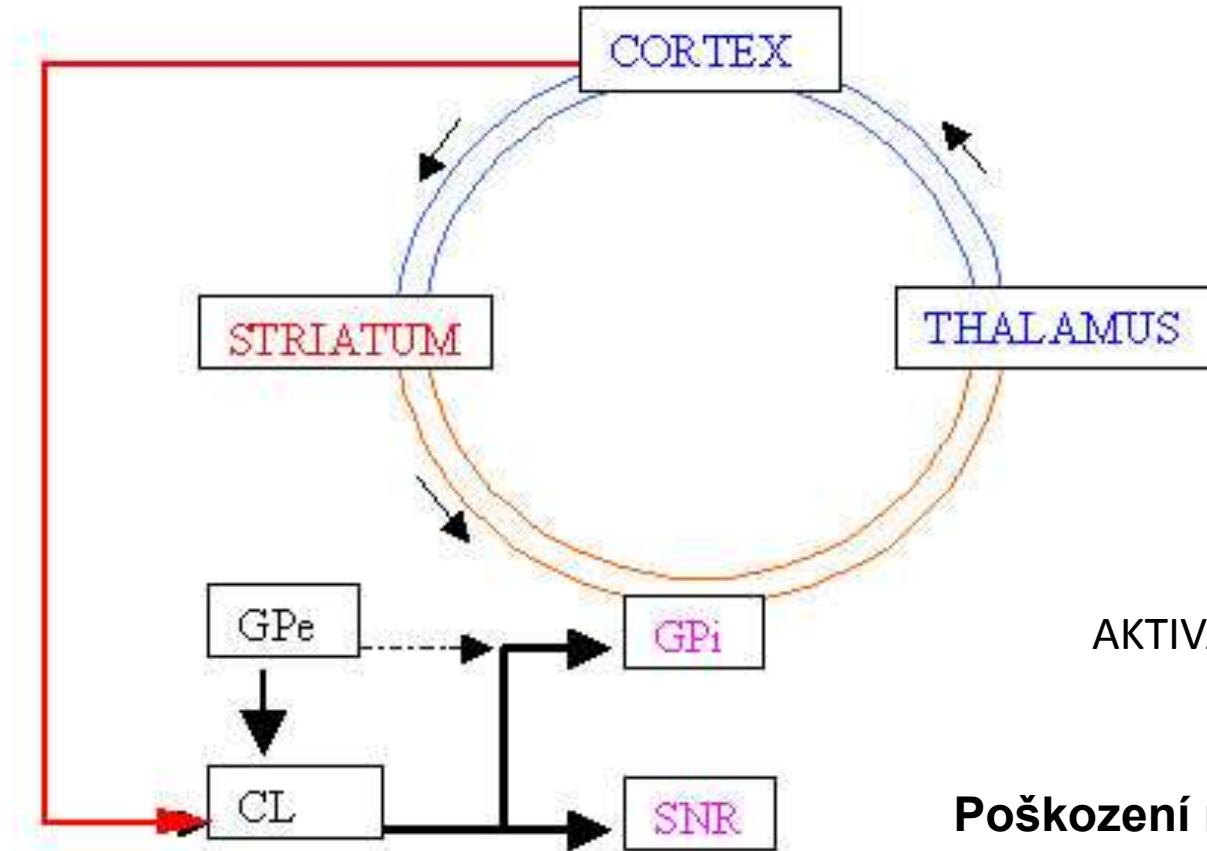 CORTEX
STRIATUM
THALAMUS
GPe
GPi
CL
SNR
Poškození